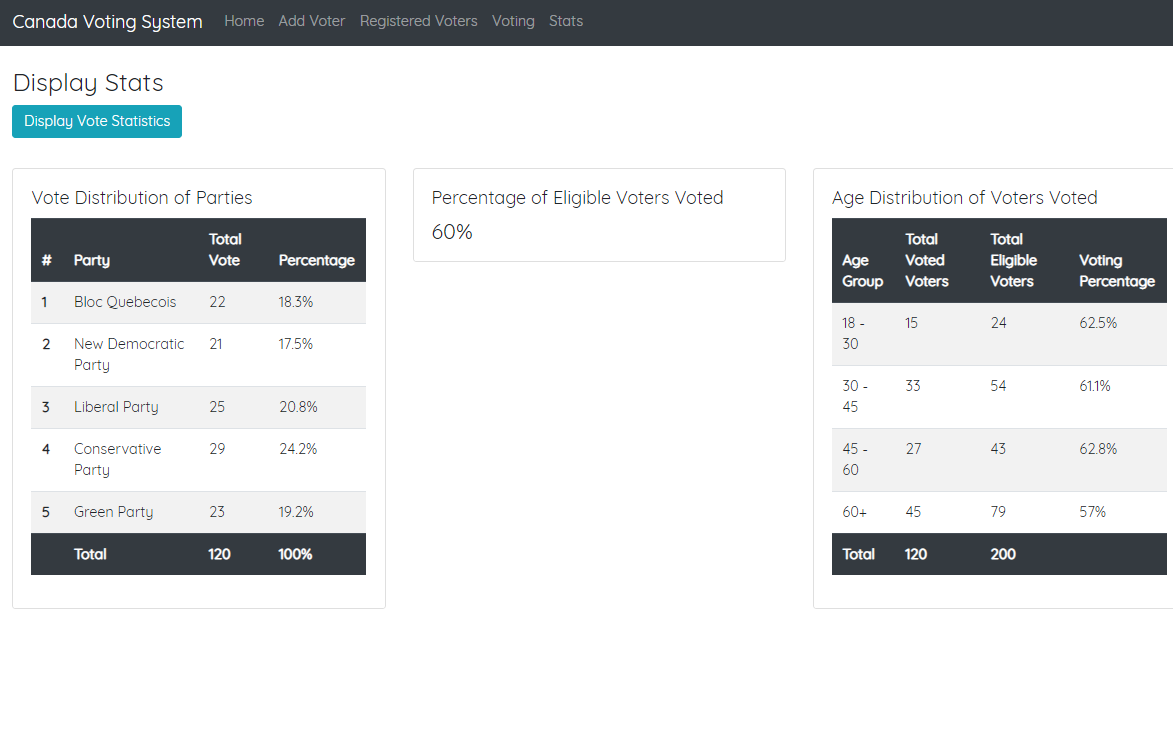 Canada Voting System Home Add Voter Registered Voters Voting Stats
Display Stats
Display Vote Statistics
Vote Distribution of Parties
# Party Total Vote Percentage
1 Bloc Quebecois 22 18.3%
2 New Democratic Party 21 17.5%
3 Liberal Party 25 20.8%
4 Conservative Party 29 24.2%
5 Green Party 23 19.2%
Total 120 100%
Percentage of Eligible Voters Voted
60%
Age Distribution of Voters Voted
Age Group Total Voted Voters Total Eligible Voters Voting Percentage
18 - 30 15 24 62.5%
30 - 45 33 54 61.1%
45 - 60 27 43 62.8%
60+ 45 79 57%
Total 120 200